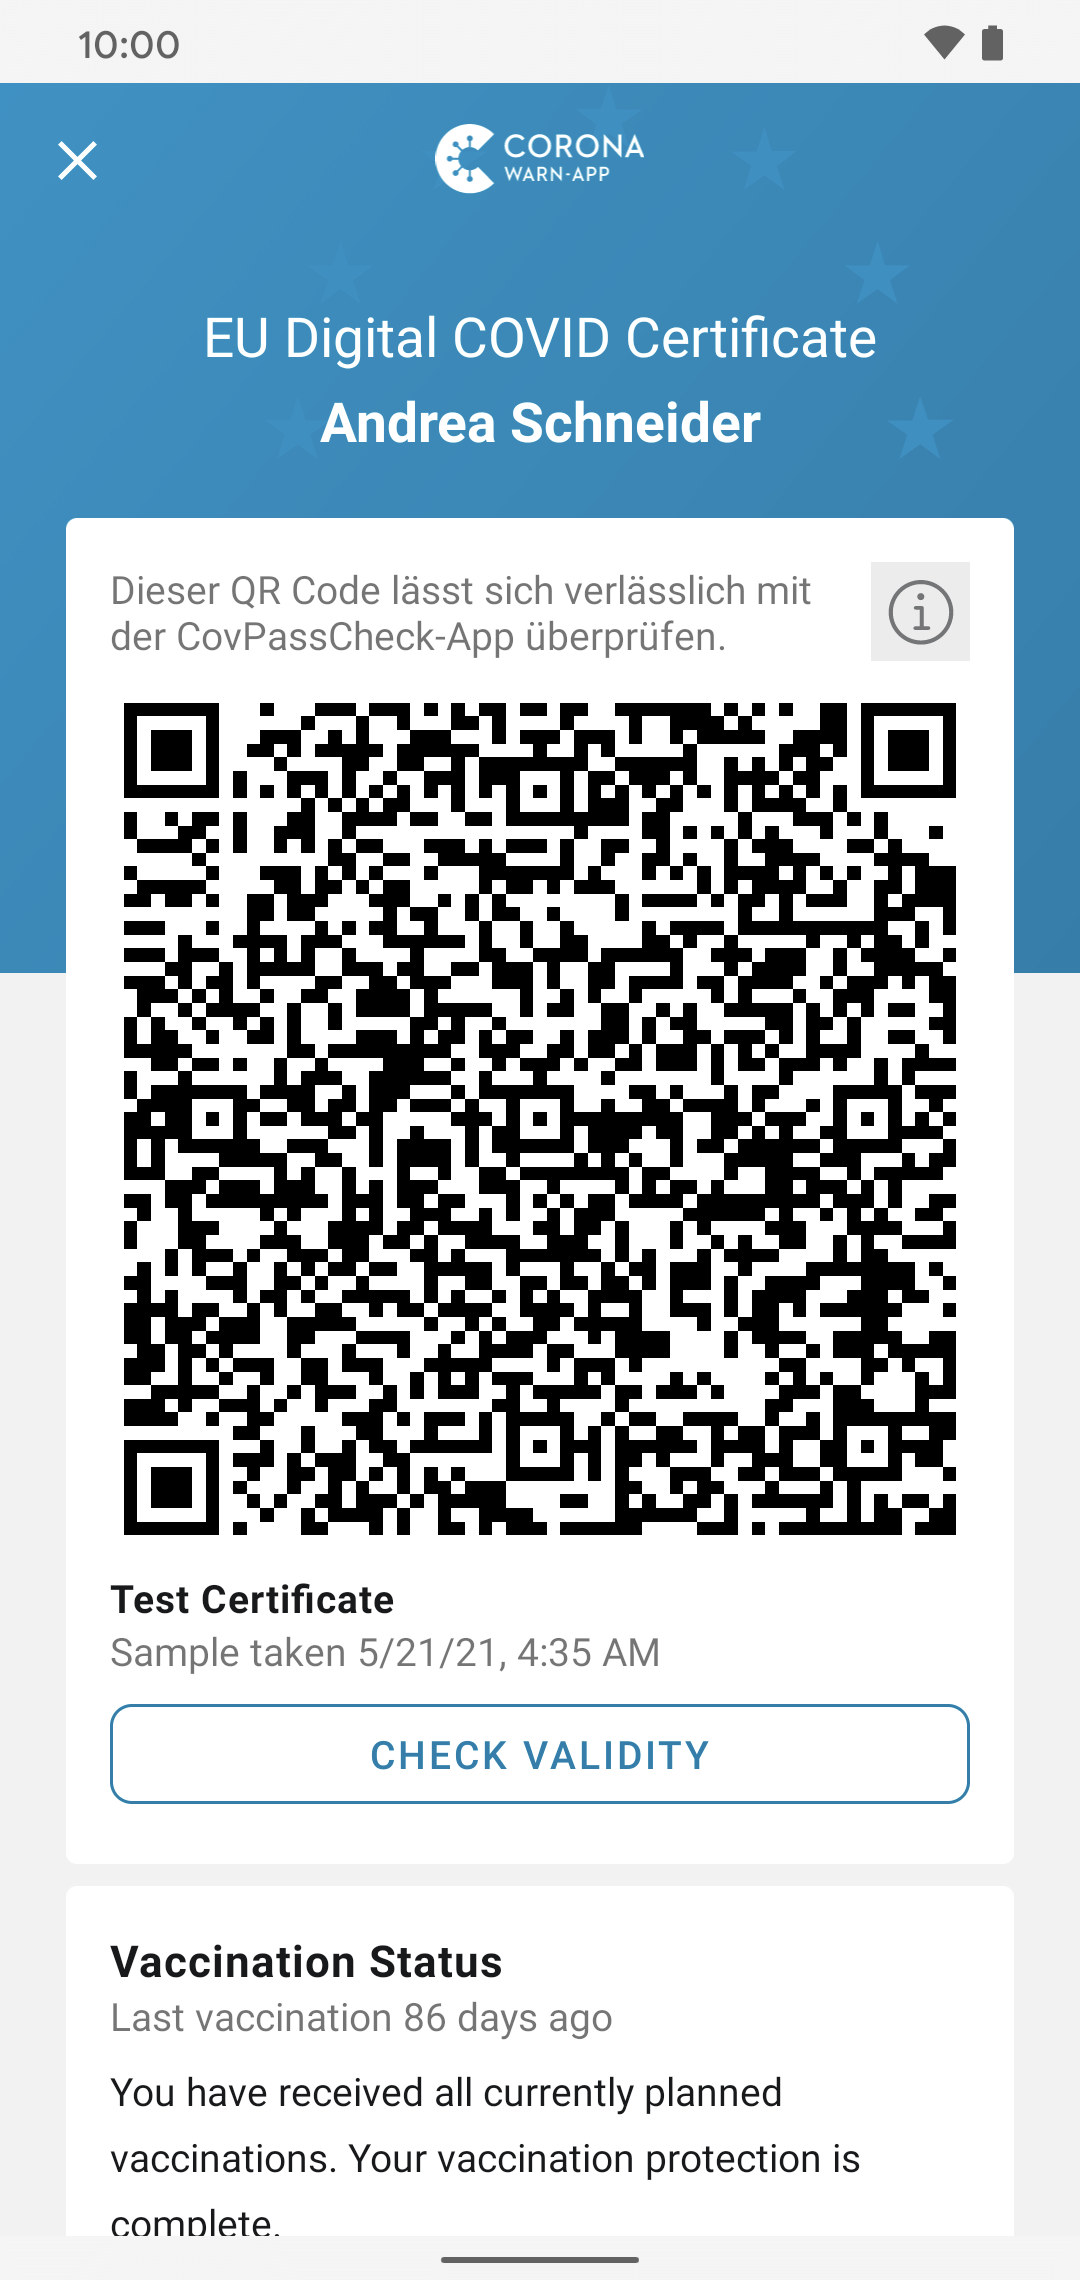 10:00
CORONA
WARN-APP
EU Digital COVID Certificate
Andrea Schneider
Dieser QR Code lässt sich verlässlich mit
der CovPassCheck-App überprüfen.
Test Certificate
Sample taken 5/21/21, 4:35 AM
CHECK VALIDITY
Vaccination Status
Last vaccination 86 days ago
You have received all currently planned
vaccinations. Your vaccination protection is
complete.